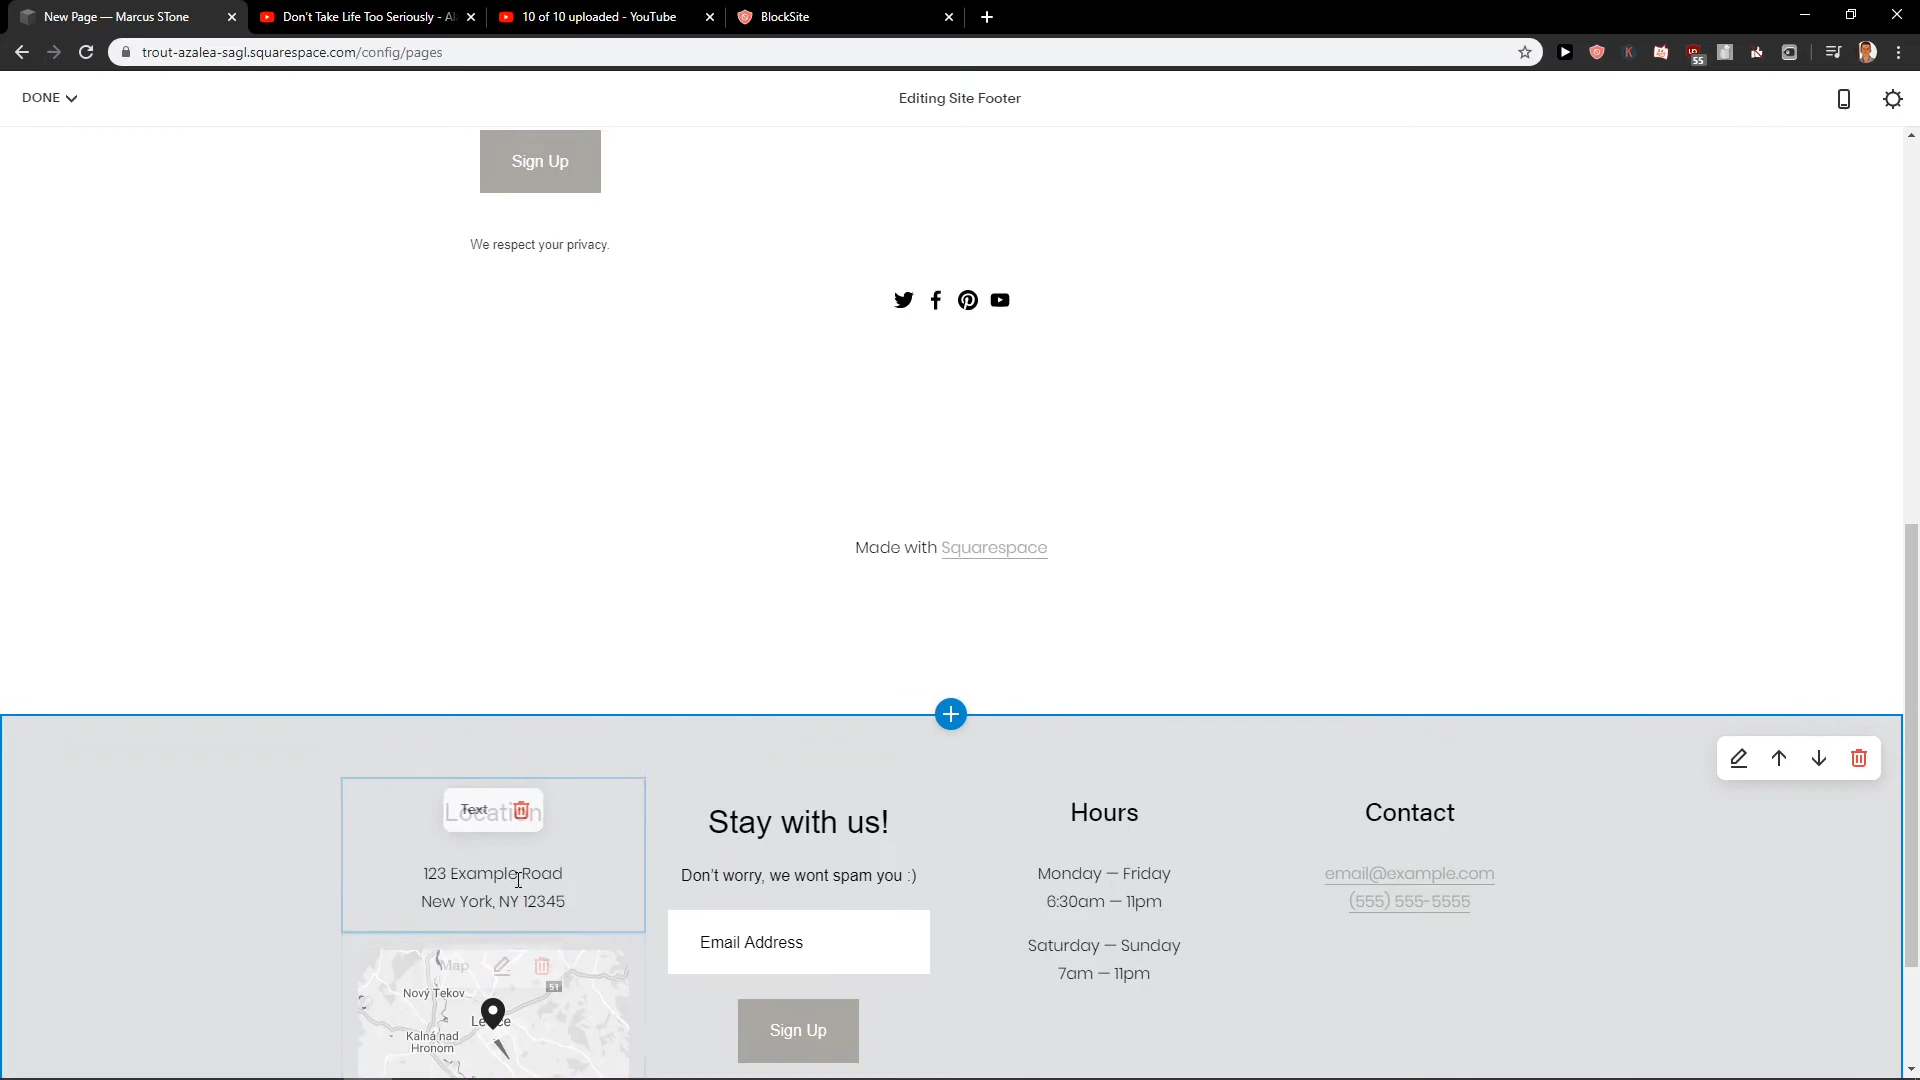 New Page — Marcus STone
Don't Take Life Too Seriously - Al
10 of 10 uploaded - YouTube
BlockSite
trout-azalea-sagl.squarespace.com/config/pages
55
DONE
Editing Site Footer
Sign Up
We respect your privacy.
Made with Squarespace
Text
Location
123 Example Road
New York, NY 12345
Map
51
Nový Tekov
Kalná nad
Hronom
Stay with us!
Don't worry, we wont spam you :)
Email Address
Sign Up
Hours
Monday — Friday
6:30am — 11pm
Saturday — Sunday
7am — 11pm
Contact
email@example.com
(555) 555-5555